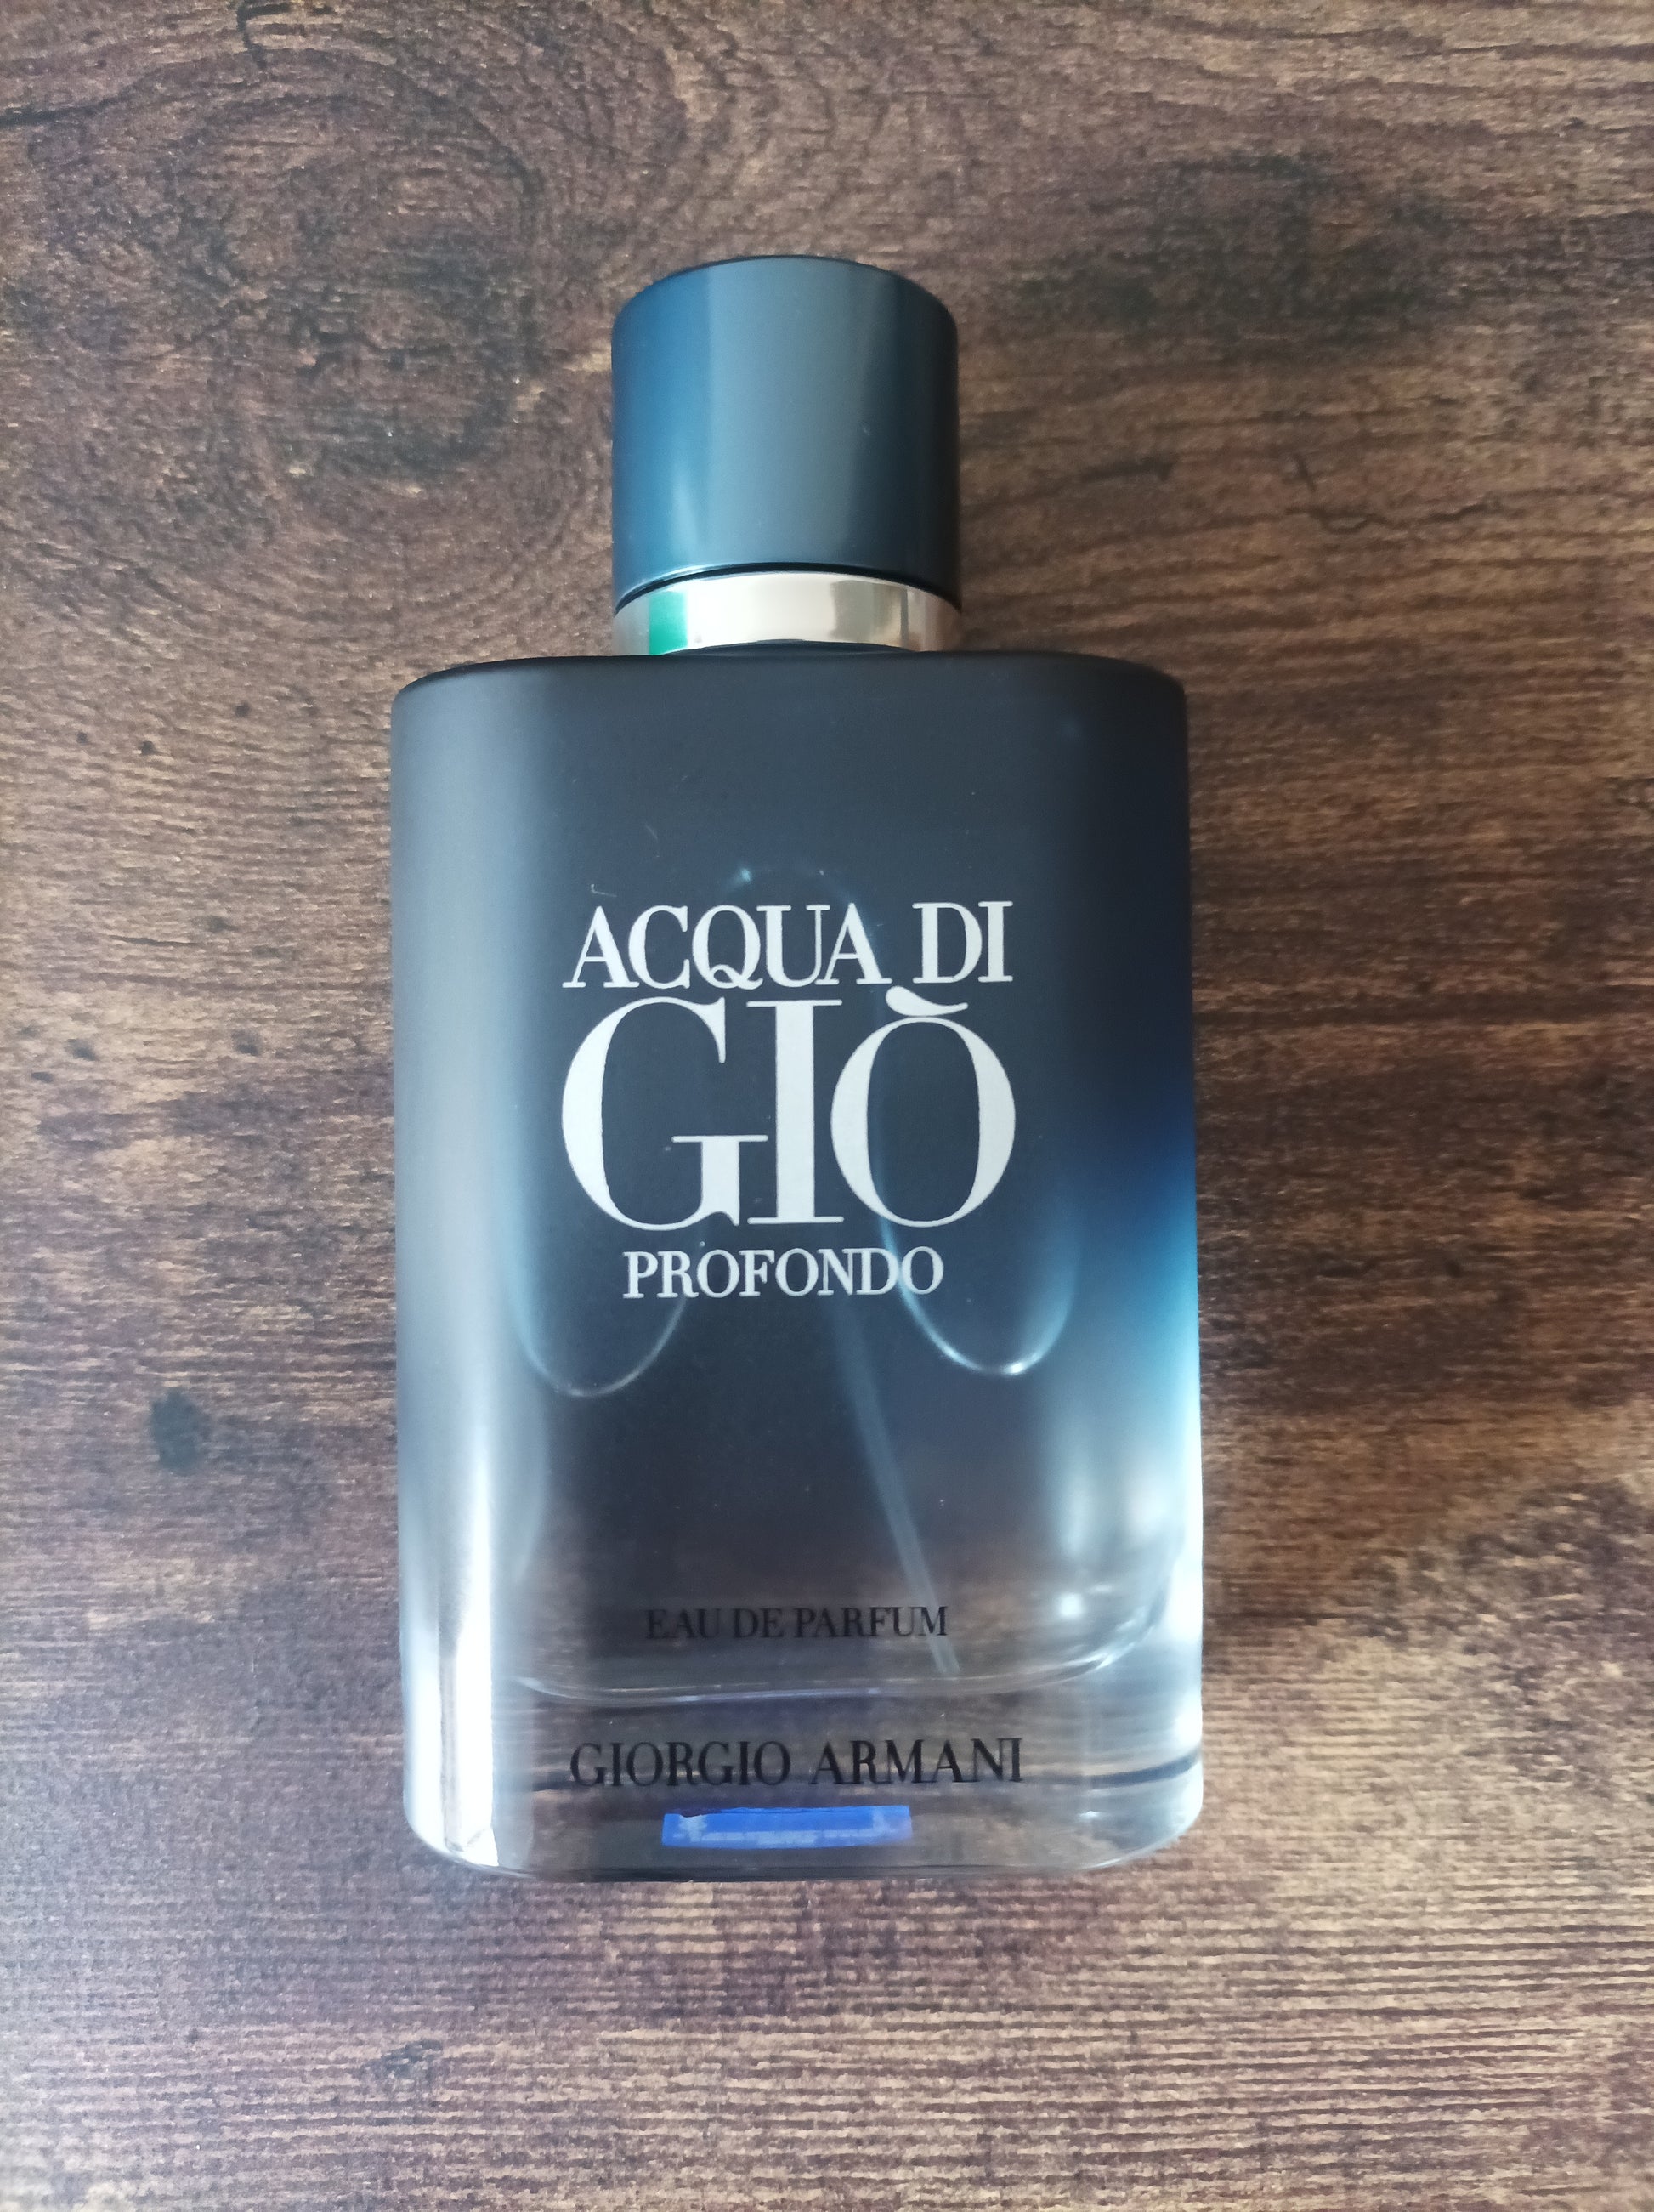 ACQUA DI
GIÒ
PROFONDO
EAU DE PARFUM
GIORGIO ARMANI